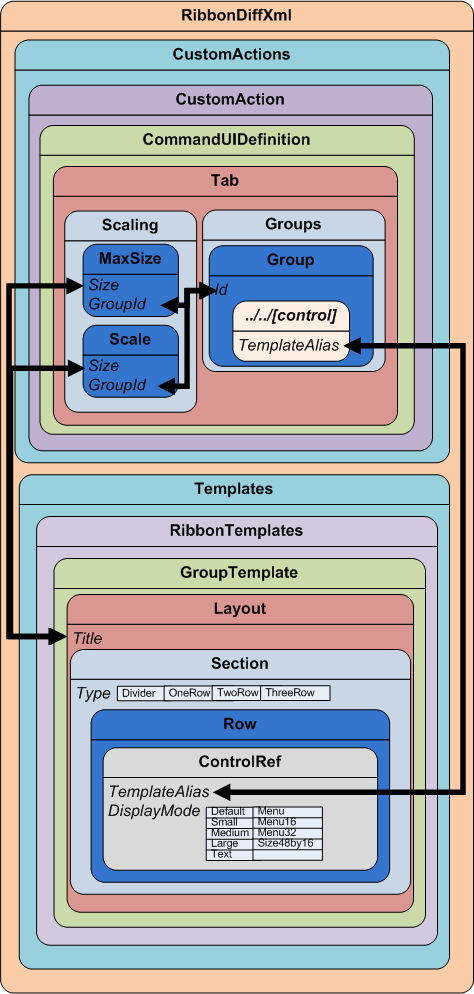 RibbonDiffXml
CustomActions
CustomAction
CommandUIDefinition
Tab
Scaling
MaxSize
Size
GroupId
Scale
Size
GroupId
Groups
Group
Id
../../[control]
TemplateAlias
Templates
RibbonTemplates
GroupTemplate
Layout
Title
Section
Type Divider OneRow TwoRow ThreeRow
Row
ControlRef
TemplateAlias
DisplayMode
Default Menu
Small Menu16
Medium Menu32
Large Size48by16
Text